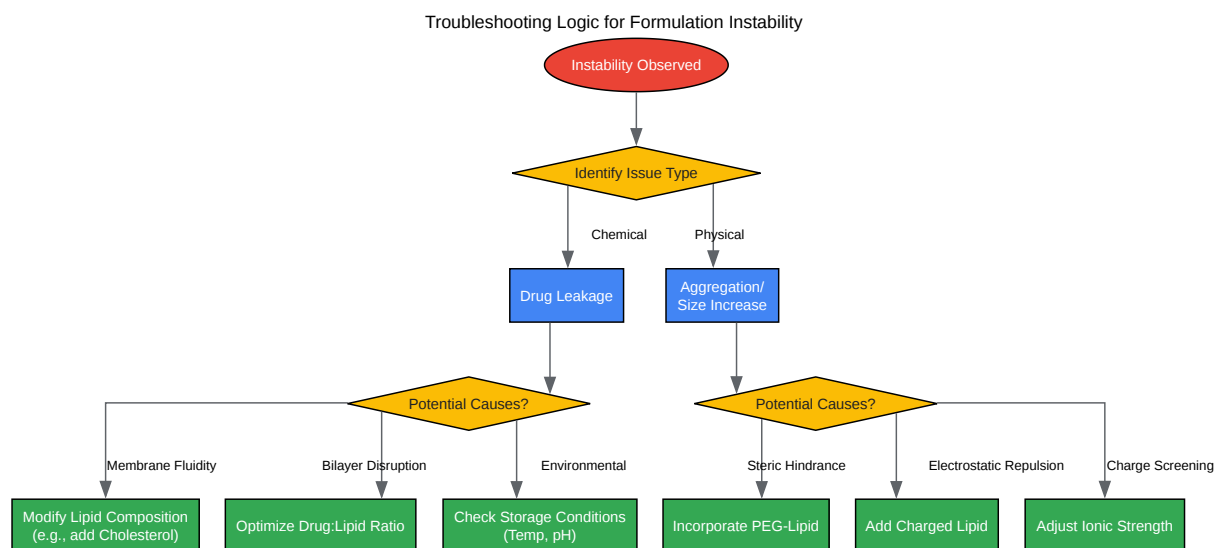 Troubleshooting Logic for Formulation Instability
Instability Observed
Identify Issue Type
Chemical
Physical
Drug Leakage
Aggregation/
Size Increase
Potential Causes?
Potential Causes?
Membrane Fluidity
Bilayer Disruption
Environmental
Steric Hindrance
Electrostatic Repulsion
Charge Screening
Modify Lipid Composition
(e.g., add Cholesterol)
Optimize Drug:Lipid Ratio
Check Storage Conditions
(Temp, pH)
Incorporate PEG-Lipid
Add Charged Lipid
Adjust Ionic Strength